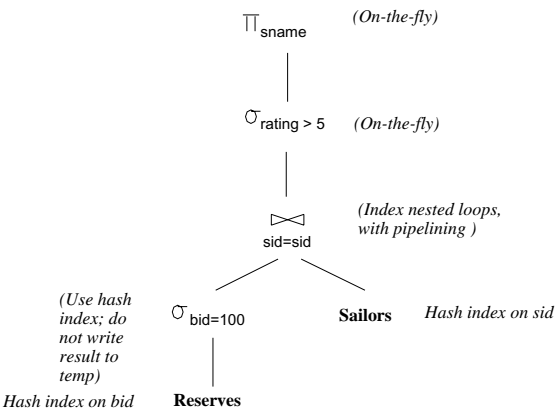 π sname (On-the-fly)
σ rating > 5 (On-the-fly)
⋈
sid=sid
(Index nested loops,
with pipelining )
(Use hash
index; do
not write
result to
temp)
σ bid=100
Sailors
Hash index on sid
Hash index on bid
Reserves